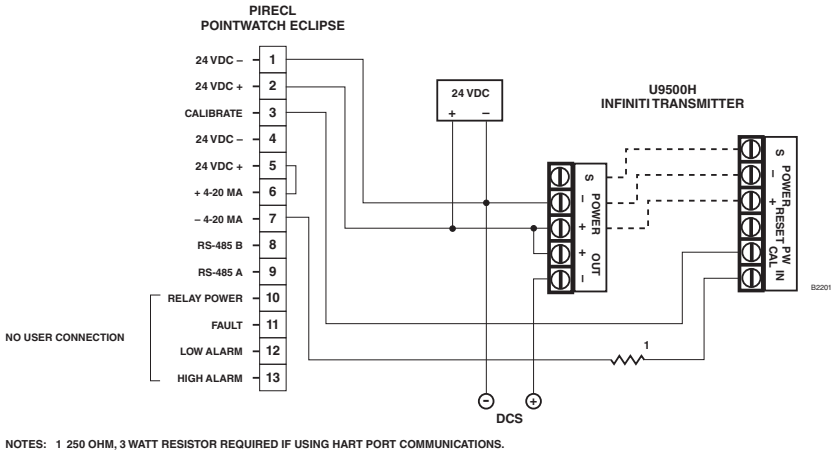 PIRECL
POINTWATCH ECLIPSE
24 VDC – 1
24 VDC + 2
CALIBRATE 3
24 VDC – 4
24 VDC + 5
+ 4-20 MA 6
– 4-20 MA 7
RS-485 B 8
RS-485 A 9
RELAY POWER 10
FAULT 11
LOW ALARM 12
HIGH ALARM 13
NO USER CONNECTION
24 VDC
+ –
U9500H
INFINITI TRANSMITTER
S
– POWER
+
+ OUT
–
S
– POWER
+
RESET
CAL PW
IN
B2201
1
– +
DCS
NOTES: 1 250 OHM, 3 WATT RESISTOR REQUIRED IF USING HART PORT COMMUNICATIONS.